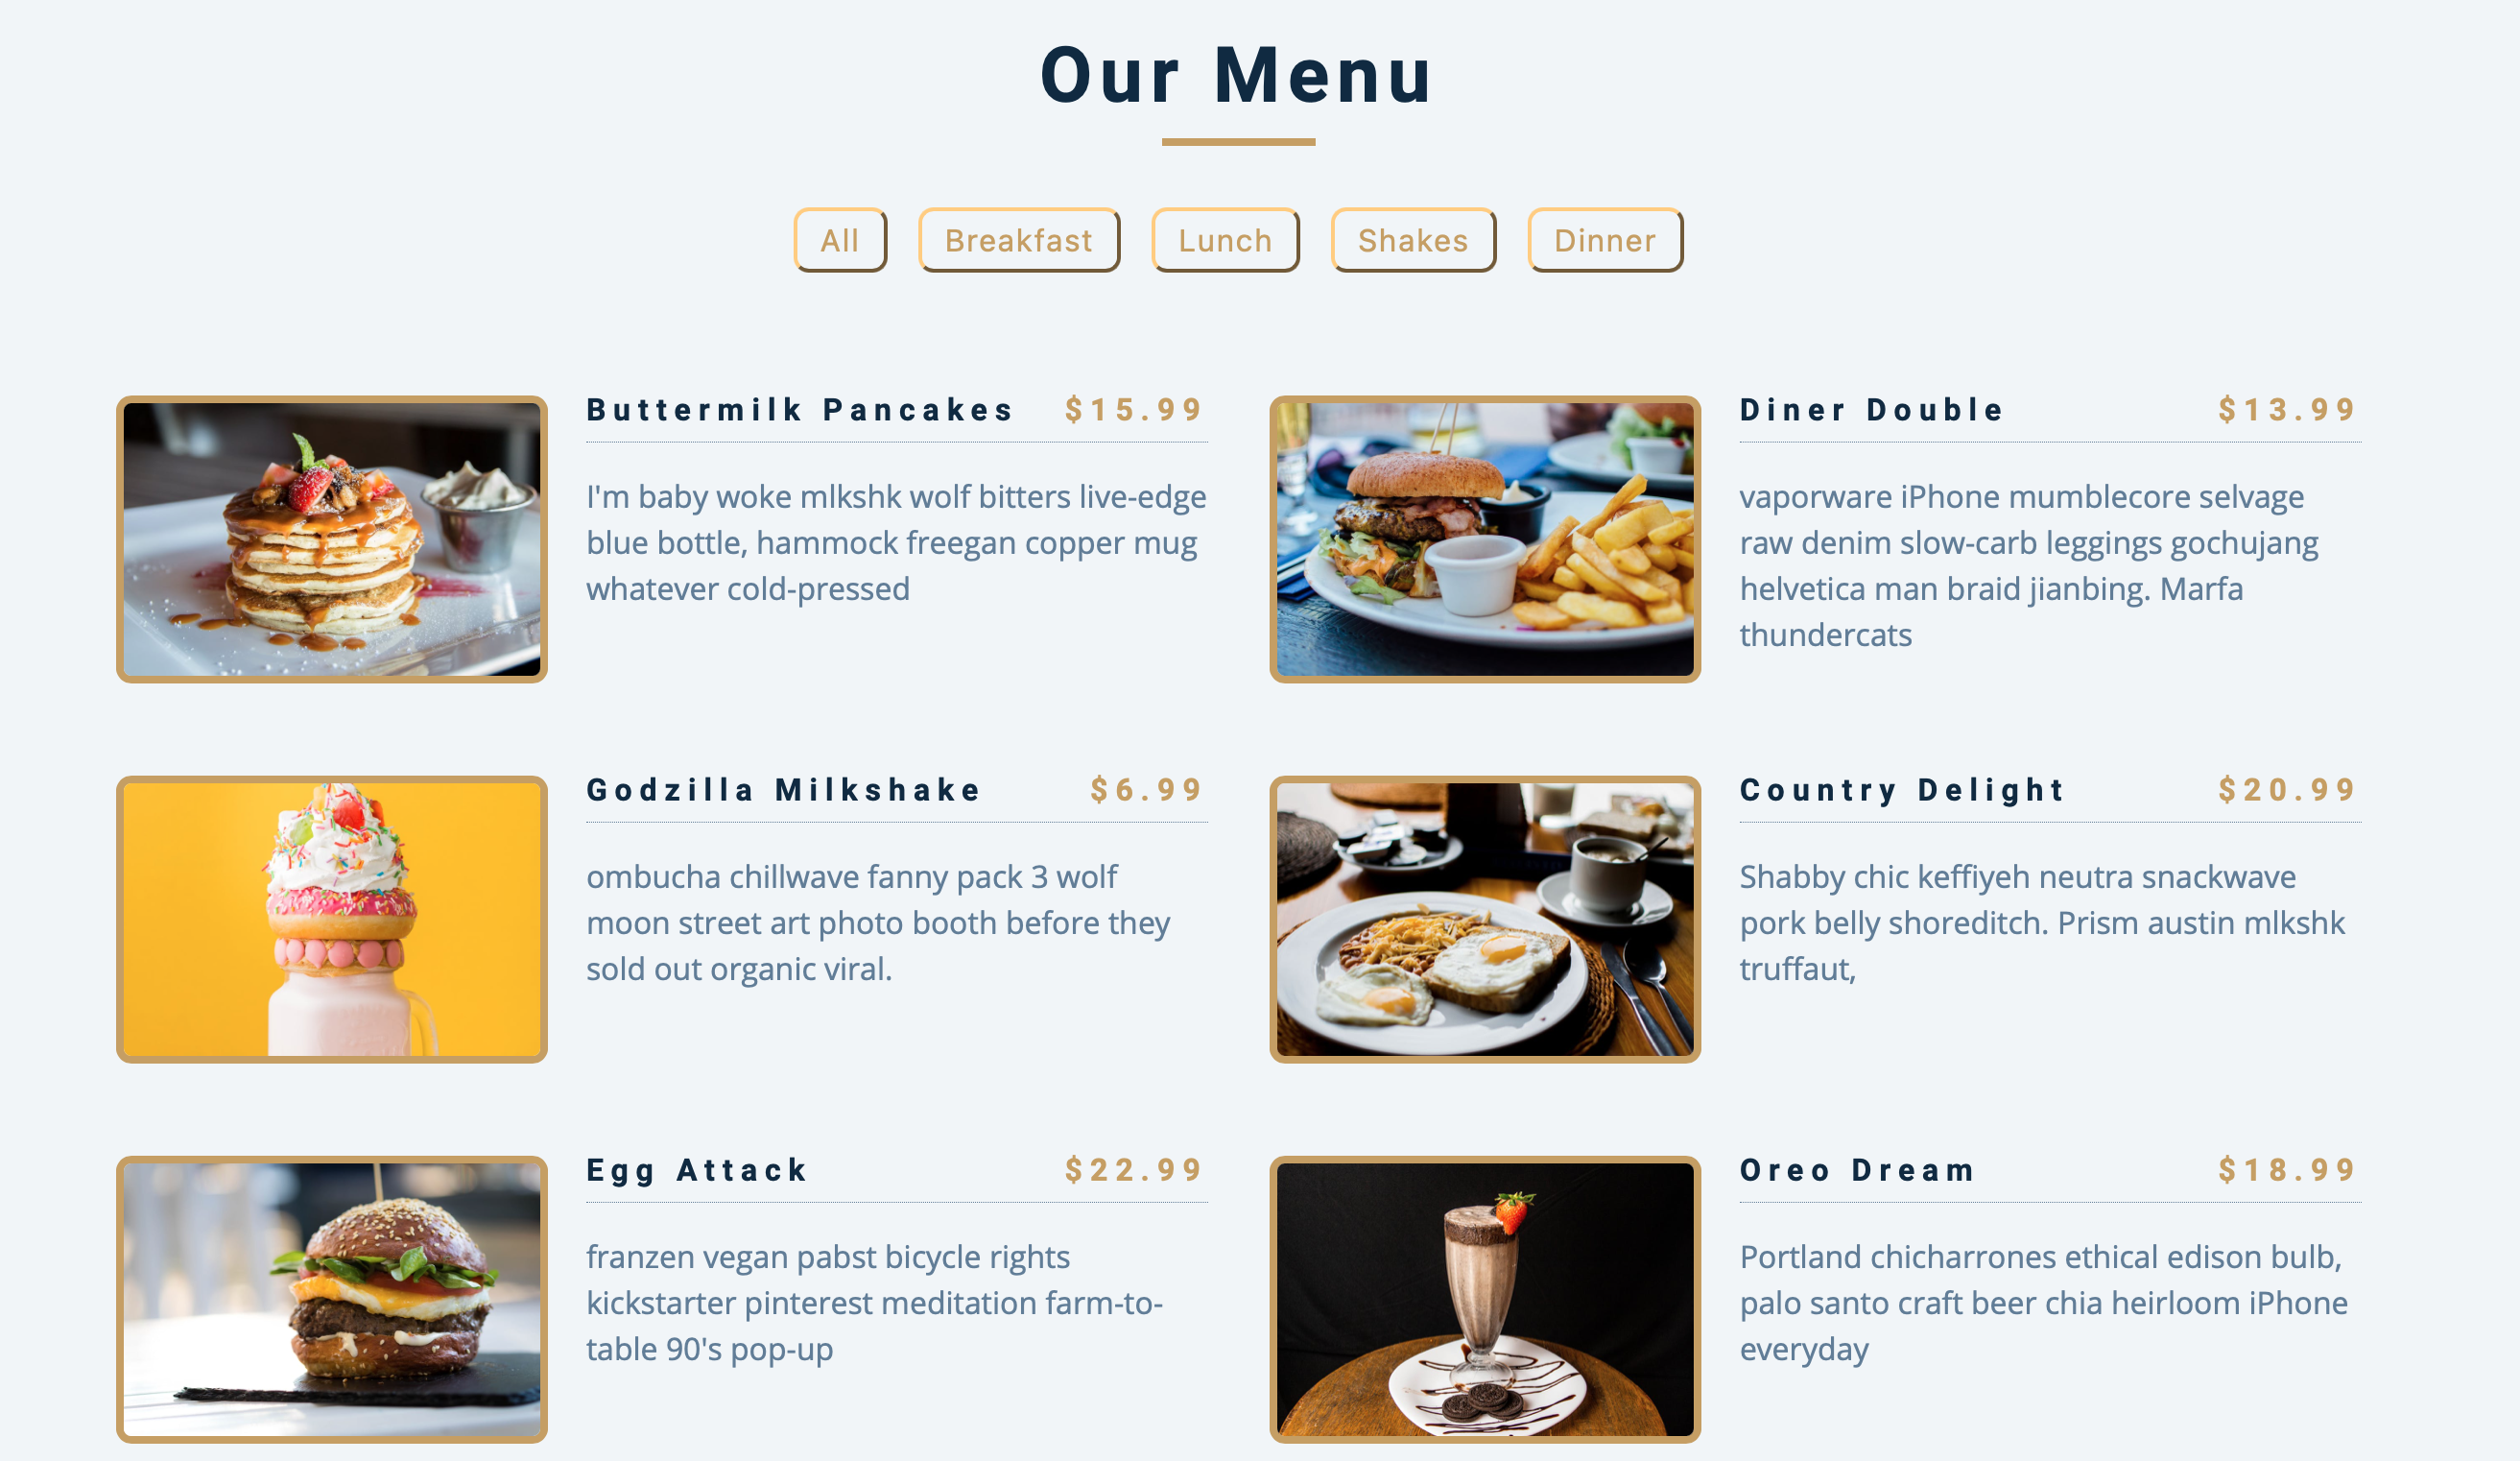 Our Menu
All
Breakfast
Lunch
Shakes
Dinner
Buttermilk Pancakes $15.99
I'm baby woke mlkshk wolf bitters live-edge
blue bottle, hammock freegan copper mug
whatever cold-pressed
Diner Double $13.99
vaporware iPhone mumblecore selvage
raw denim slow-carb leggings gochujang
helvetica man braid jianbing. Marfa
thundercats
Godzilla Milkshake $6.99
ombucha chillwave fanny pack 3 wolf
moon street art photo booth before they
sold out organic viral.
Country Delight $20.99
Shabby chic keffiyeh neutra snackwave
pork belly shoreditch. Prism austin mlkshk
truffaut,
Egg Attack $22.99
franzen vegan pabst bicycle rights
kickstarter pinterest meditation farm-to-
table 90's pop-up
Oreo Dream $18.99
Portland chicharrones ethical edison bulb,
palo santo craft beer chia heirloom iPhone
everyday